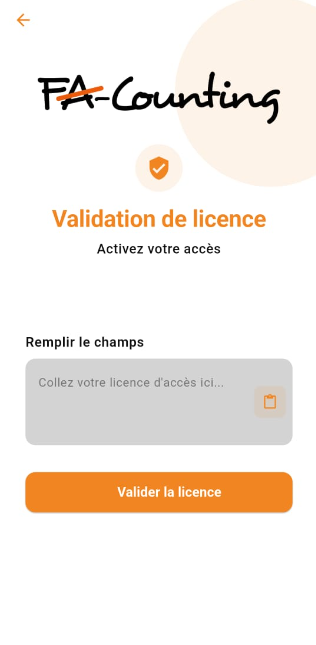 FA-Counting
Validation de licence
Activez votre accès
Remplir le champs
Collez votre licence d'accès ici...
Valider la licence